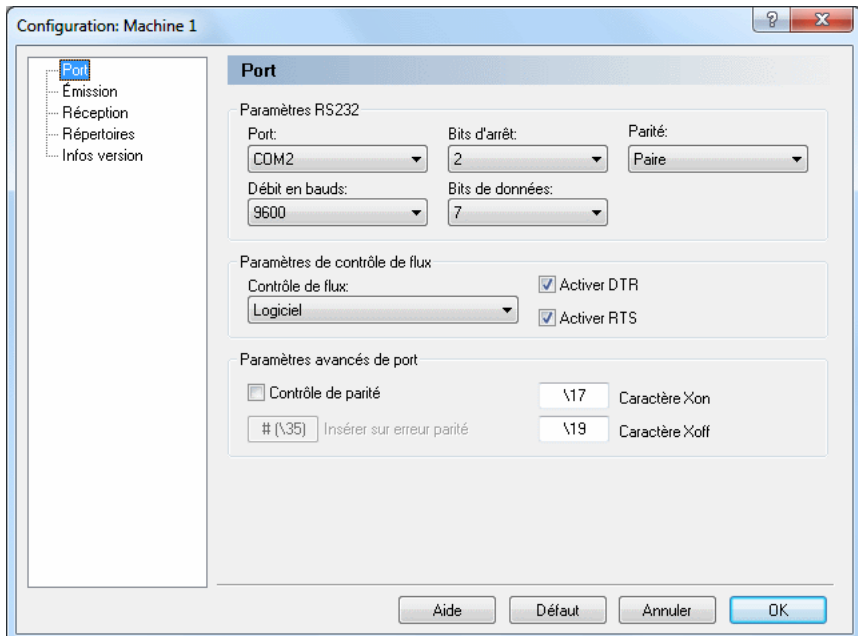 Configuration: Machine 1
?
X
Port
Émission
Réception
Répertoires
Infos version
Port
Paramètres RS232
Port:
Bits d'arrêt:
Parité:
COM2
2
Paire
Débit en bauds:
Bits de données:
9600
7
Paramètres de contrôle de flux
Contrôle de flux:
Activer DTR
Logiciel
Activer RTS
Paramètres avancés de port
Contrôle de parité
\17
Caractère Xon
# (\35)
Insérer sur erreur parité
\19
Caractère Xoff
Aide
Défaut
Annuler
OK